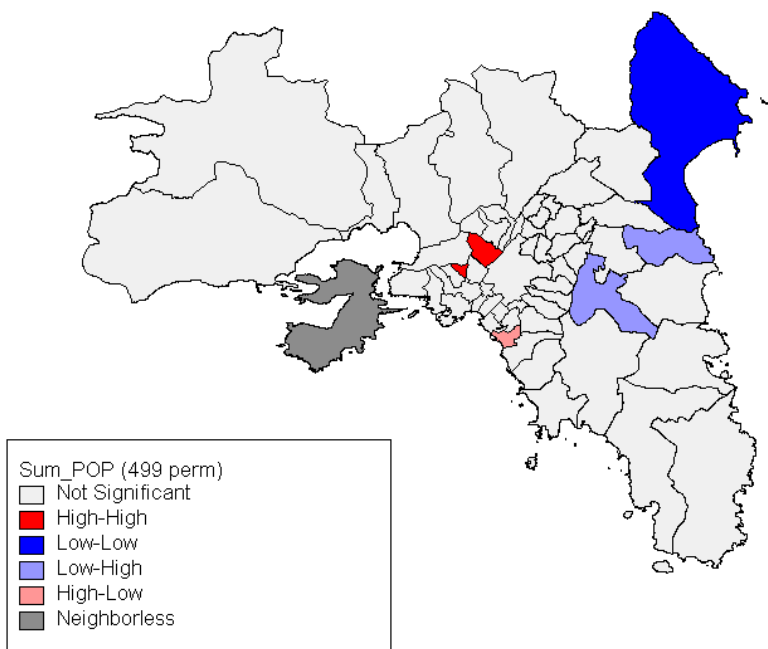 Sum_POP (499 perm)
Not Significant
High-High
Low-Low
Low-High
High-Low
Neighborless